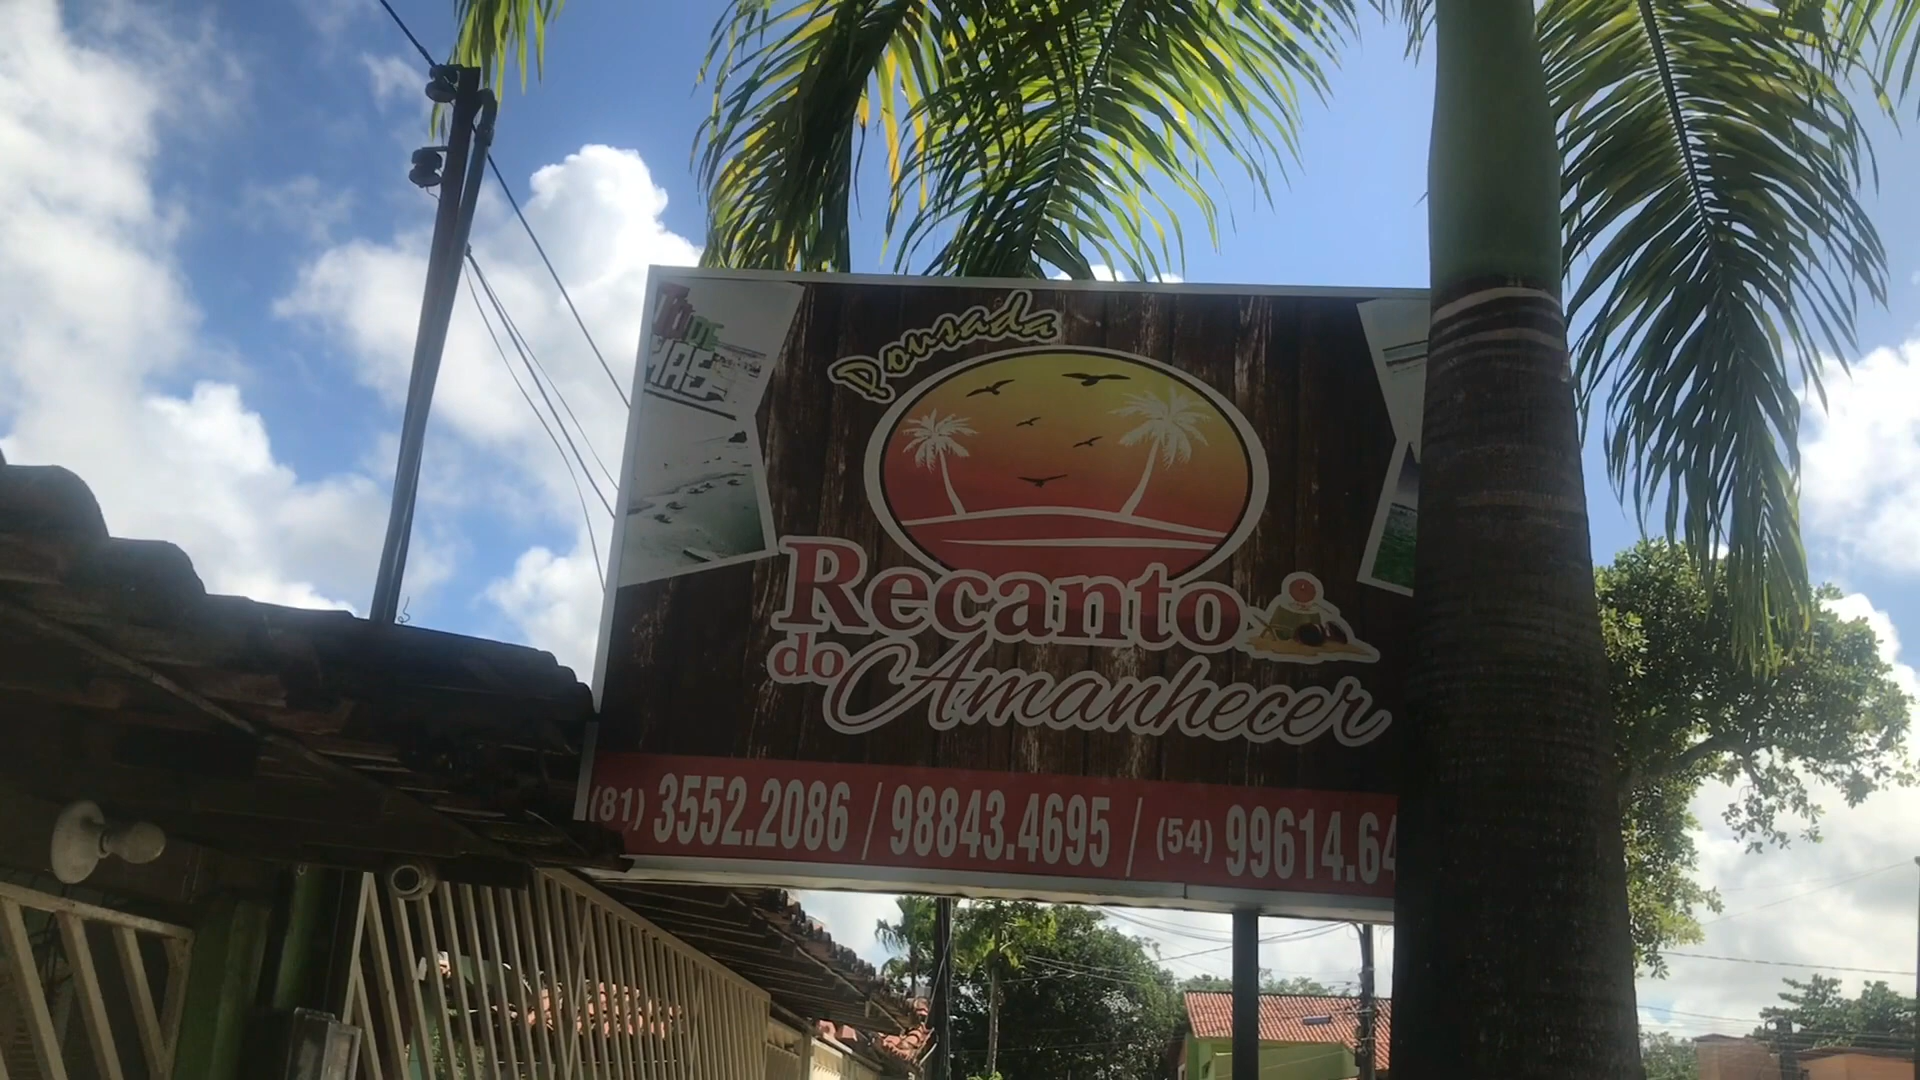 Pousada
Recanto
do Amanhecer
(81) 3552.2086 / 98843.4695 / (54) 99614.64